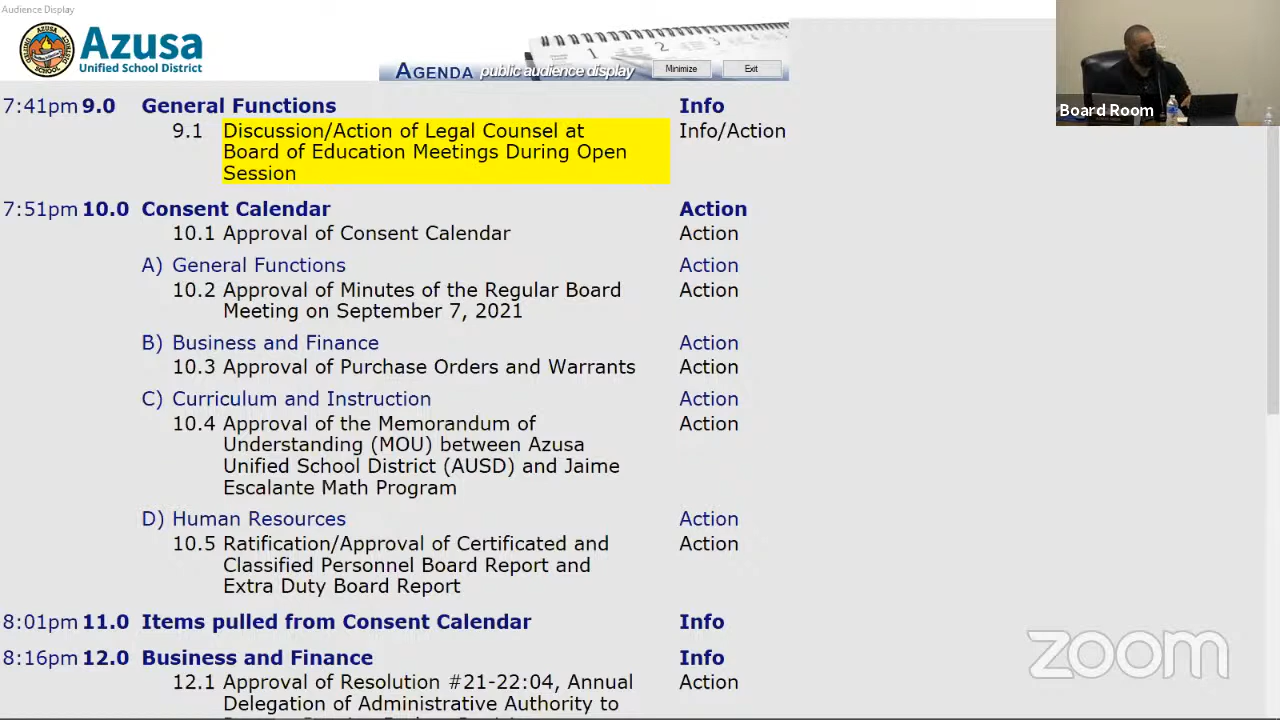 Audience Display
Azusa
Unified School District
AGENDA public audience display
Minimize
Exit
Board Room
7:41pm 9.0 General Functions Info
9.1 Discussion/Action of Legal Counsel at Info/Action
Board of Education Meetings During Open
Session
7:51pm 10.0 Consent Calendar Action
10.1 Approval of Consent Calendar Action
A) General Functions Action
10.2 Approval of Minutes of the Regular Board Action
Meeting on September 7, 2021
B) Business and Finance Action
10.3 Approval of Purchase Orders and Warrants Action
C) Curriculum and Instruction Action
10.4 Approval of the Memorandum of Action
Understanding (MOU) between Azusa
Unified School District (AUSD) and Jaime
Escalante Math Program
D) Human Resources Action
10.5 Ratification/Approval of Certificated and Action
Classified Personnel Board Report and
Extra Duty Board Report
8:01pm 11.0 Items pulled from Consent Calendar Info
8:16pm 12.0 Business and Finance Info
12.1 Approval of Resolution #21-22:04, Annual Action
Delegation of Administrative Authority to
zoom